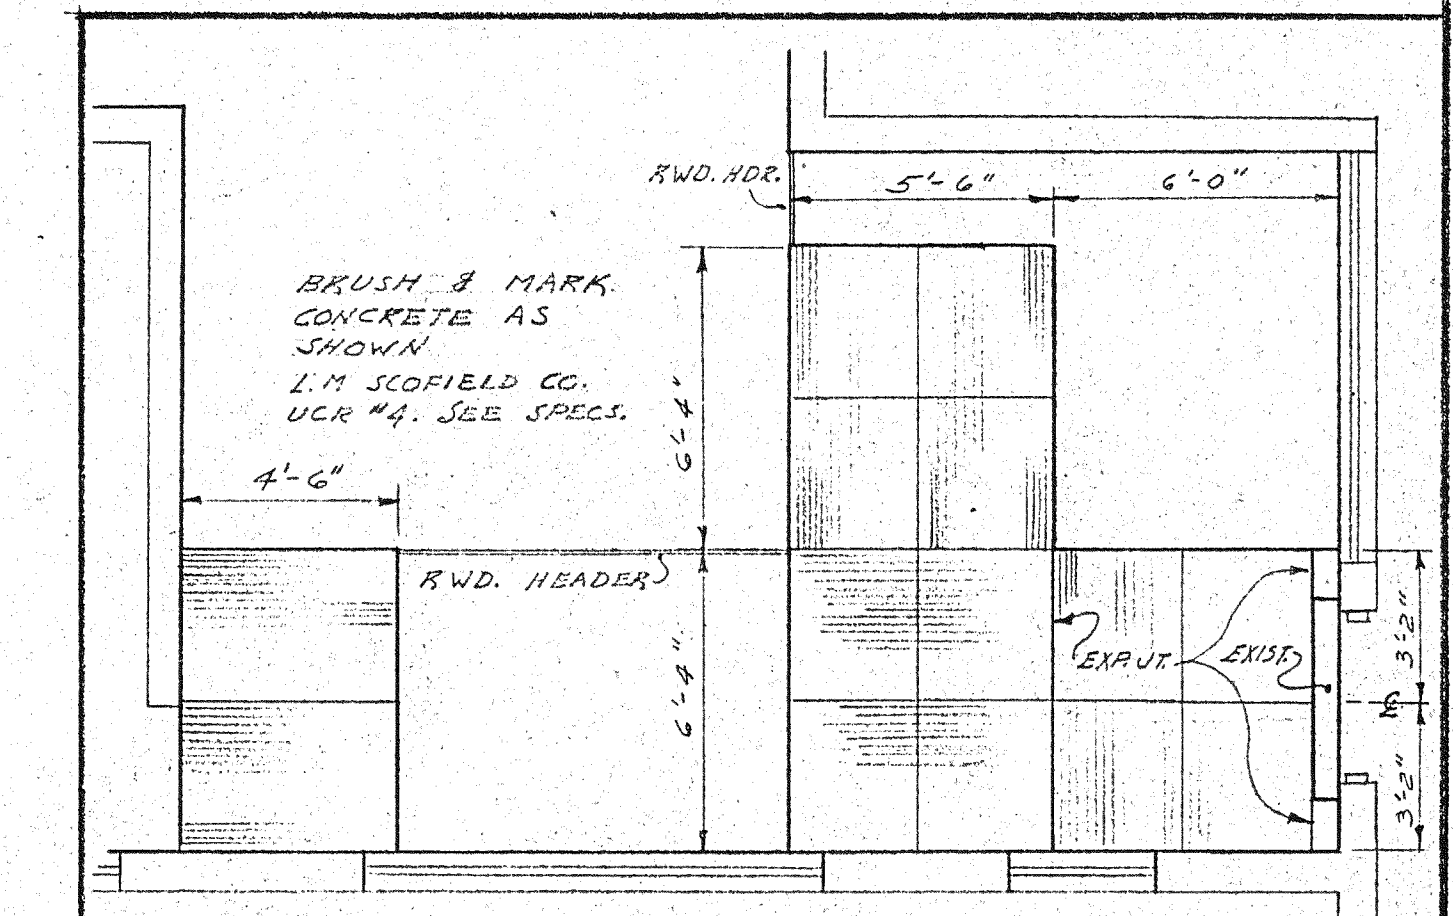 RWD. HDR.
5'-6"
6'-0"
BRUSH & MARK
CONCRETE AS
SHOWN
L.M SCOFIELD CO.
UCR #4. SEE SPECS.
6'-4"
4'-6"
RWD. HEADER
6'-4"
EXP. JT.
EXIST.
3'-2"
℄
3'-2"